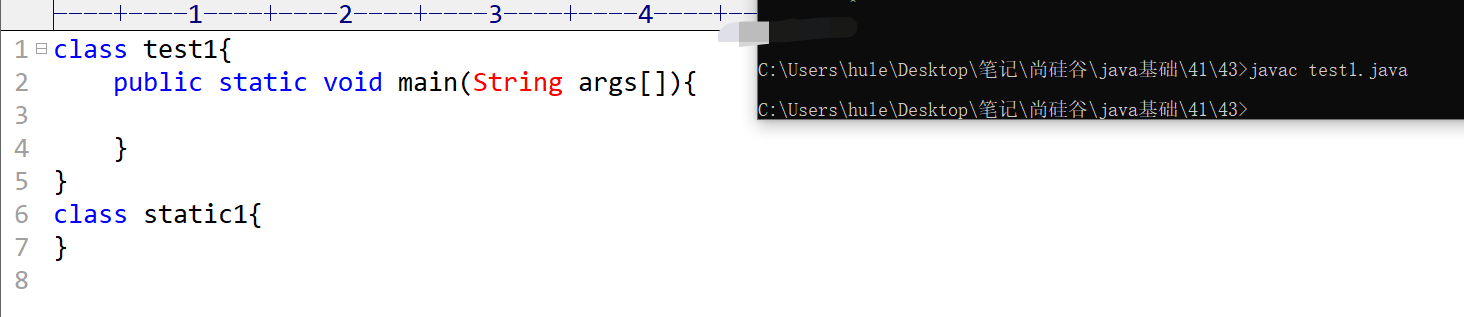 ----+----1----+----2----+----3----+----4----+--
1 class test1{
2 public static void main(String args[]){
3
4 }
5 }
6 class static1{
7 }
8
C:\Users\hule\Desktop\笔记\尚硅谷\java基础\41\43>javac test1.java
C:\Users\hule\Desktop\笔记\尚硅谷\java基础\41\43>